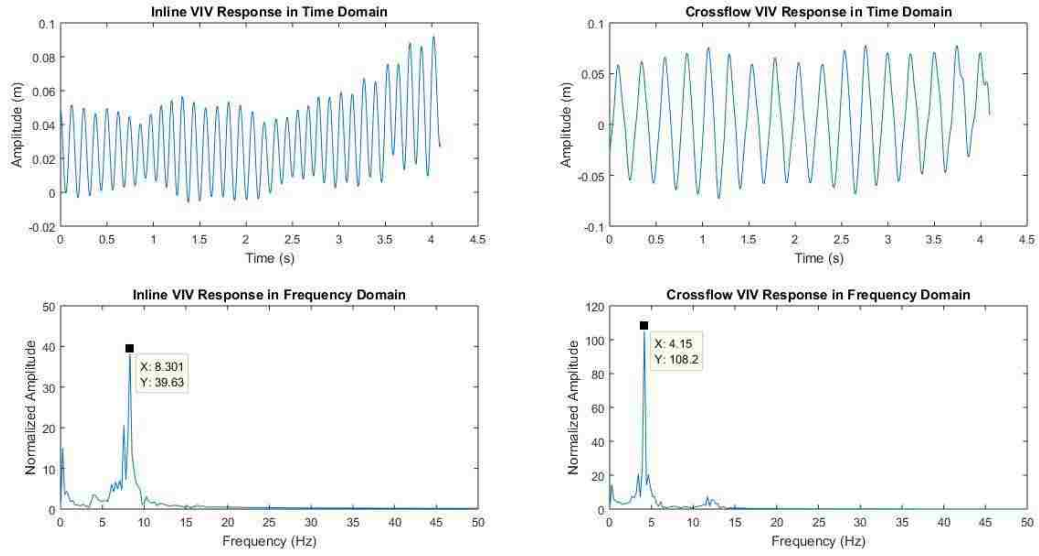 Inline VIV Response in Time Domain
0.1
0.08
0.06
0.04
0.02
0
-0.02
Amplitude (m)
0 0.5 1 1.5 2 2.5 3 3.5 4 4.5
Time (s)
Crossflow VIV Response in Time Domain
0.1
0.05
0
-0.05
-0.1
Amplitude (m)
0 0.5 1 1.5 2 2.5 3 3.5 4 4.5
Time (s)
Inline VIV Response in Frequency Domain
50
40
30
20
10
0
Normalized Amplitude
X: 8.301
Y: 39.63
0 5 10 15 20 25 30 35 40 45 50
Frequency (Hz)
Crossflow VIV Response in Frequency Domain
120
100
80
60
40
20
0
Normalized Amplitude
X: 4.15
Y: 108.2
0 5 10 15 20 25 30 35 40 45 50
Frequency (Hz)